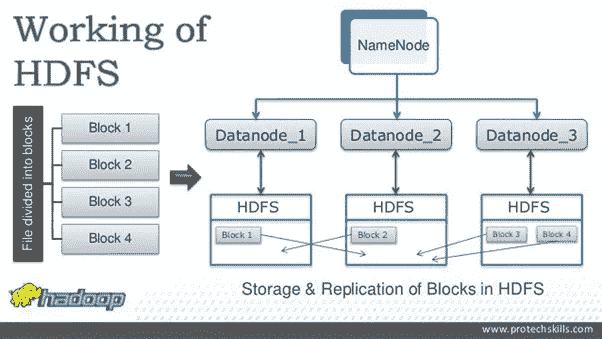 Working of
HDFS
File divided into blocks
Block 1
Block 2
Block 3
Block 4
NameNode
Datanode_1
Datanode_2
Datanode_3
HDFS
HDFS
HDFS
Block 1
Block 2
Block 3
Block 4
Storage & Replication of Blocks in HDFS
hadoop
www.protechskills.com